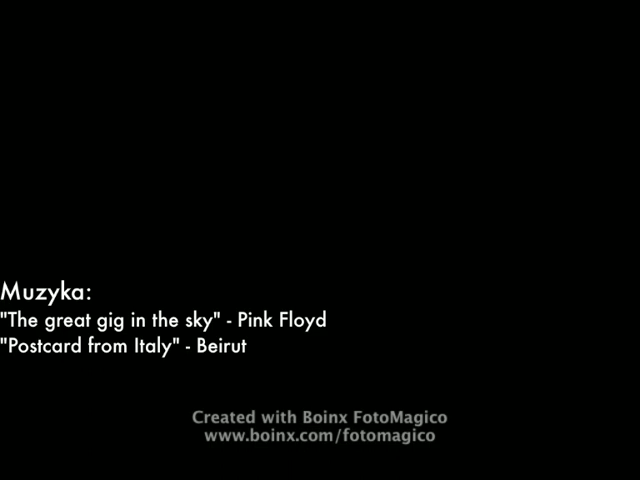 Muzyka:
"The great gig in the sky" - Pink Floyd
"Postcard from Italy" - Beirut
Created with Boinx FotoMagico
www.boinx.com/fotomagico